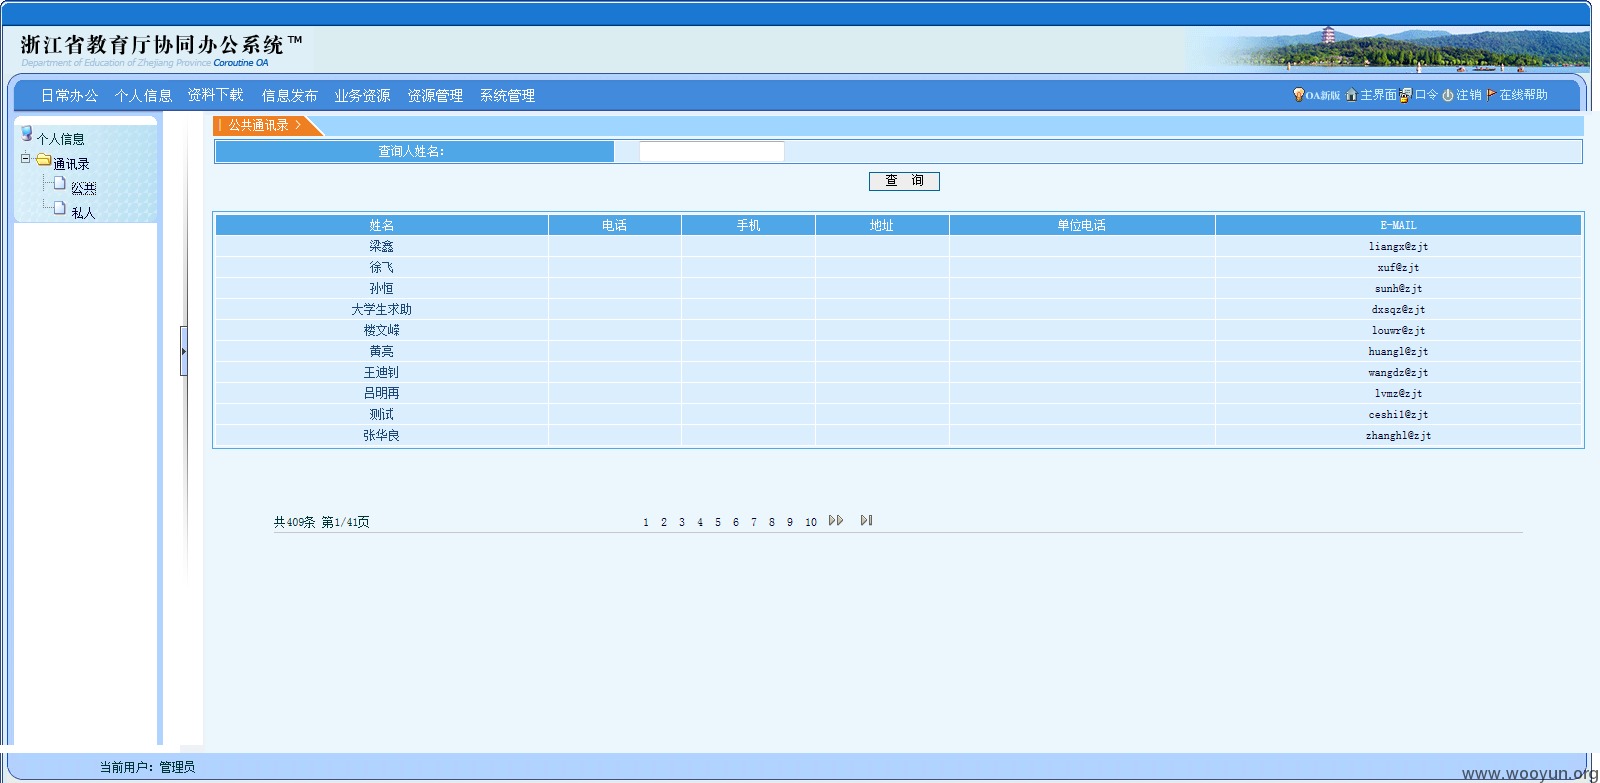 浙江省教育厅协同办公系统™
Department of Education of Zhejiang Province Coroutine OA
日常办公 个人信息 资料下载 信息发布 业务资源 资源管理 系统管理 OA新版 主界面 口令 注销 在线帮助
个人信息
通讯录
公共
私人
公共通讯录
查询人姓名:
查 询
姓名 电话 手机 地址 单位电话 E-MAIL
梁鑫 liangx@zjt
徐飞 xuf@zjt
孙恒 sunh@zjt
大学生求助 dxsqz@zjt
楼文嵘 louwr@zjt
黄亮 huangl@zjt
王迪钊 wangdz@zjt
吕明再 lvmz@zjt
测试 ceshi1@zjt
张华良 zhanghl@zjt
共409条 第1/41页 1 2 3 4 5 6 7 8 9 10
当前用户: 管理员
www.wooyun.org